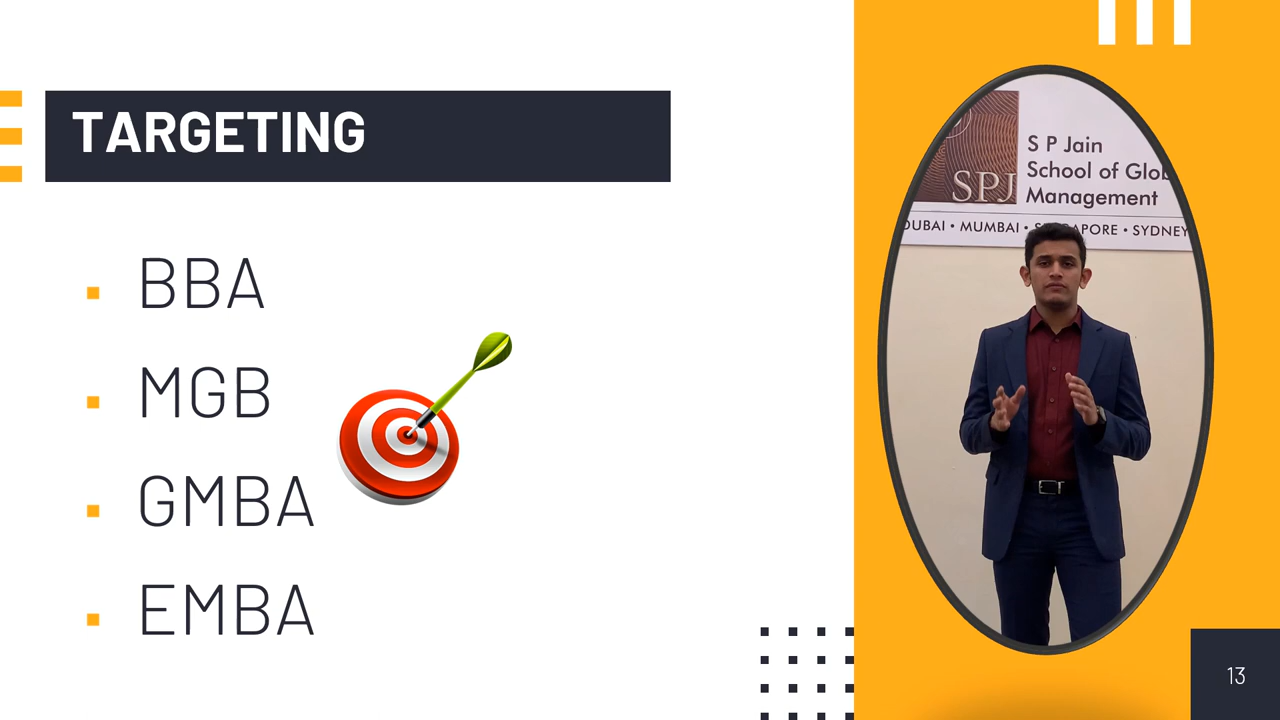 TARGETING
BBA
MGB
GMBA
EMBA
SPJ
S P Jain
School of Glob
Management
DUBAI • MUMBAI • S APORE • SYDNEY
13